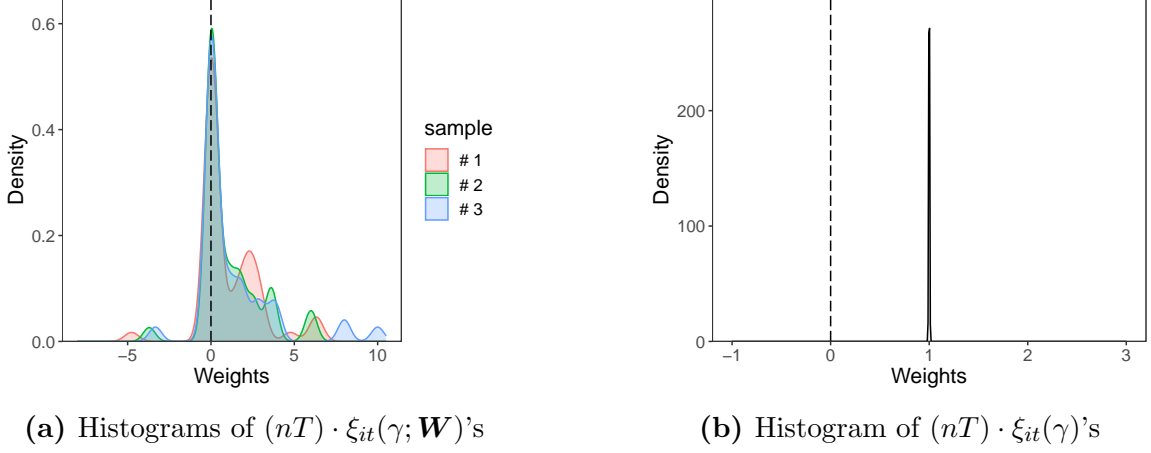 0.6
0.4
0.2
0.0
Density
−5
0
5
10
Weights
sample
# 1
# 2
# 3
200
100
0
Density
−1
0
1
2
3
Weights
(a) Histograms of (nT) · ξit(γ; W)'s
(b) Histogram of (nT) · ξit(γ)'s